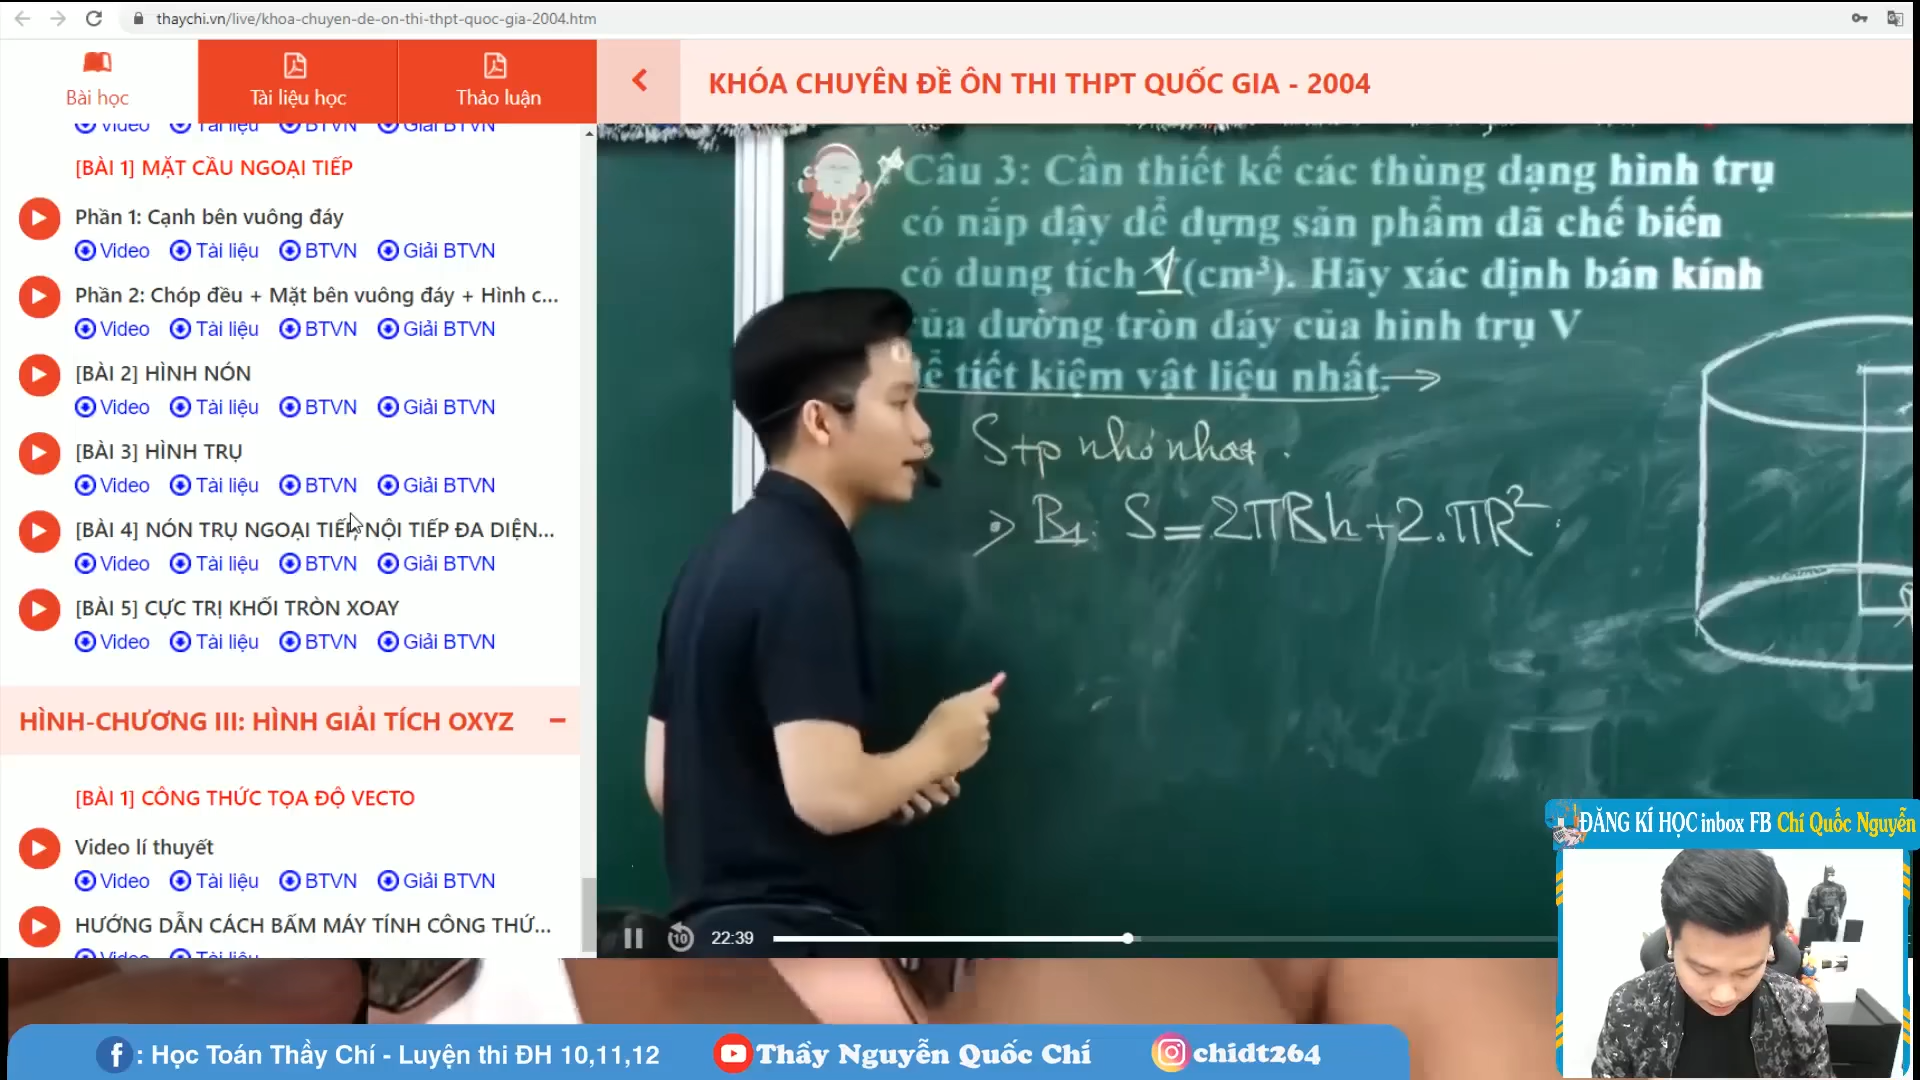 thaychi.vn/live/khoa-chuyen-de-on-thi-thpt-quoc-gia-2004.htm
Bài học
Tài liệu học
Thảo luận
KHÓA CHUYÊN ĐỀ ÔN THI THPT QUỐC GIA - 2004
Video Tài liệu BTVN Giải BTVN
[BÀI 1] MẶT CẦU NGOẠI TIẾP
Phần 1: Cạnh bên vuông đáy
Video Tài liệu BTVN Giải BTVN
Phần 2: Chóp đều + Mặt bên vuông đáy + Hình c...
Video Tài liệu BTVN Giải BTVN
[BÀI 2] HÌNH NÓN
Video Tài liệu BTVN Giải BTVN
[BÀI 3] HÌNH TRỤ
Video Tài liệu BTVN Giải BTVN
[BÀI 4] NÓN TRỤ NGOẠI TIẾP, NỘI TIẾP ĐA DIỆN...
Video Tài liệu BTVN Giải BTVN
[BÀI 5] CỰC TRỊ KHỐI TRÒN XOAY
Video Tài liệu BTVN Giải BTVN
HÌNH-CHƯƠNG III: HÌNH GIẢI TÍCH OXYZ
[BÀI 1] CÔNG THỨC TỌA ĐỘ VECTO
Video lí thuyết
Video Tài liệu BTVN Giải BTVN
HƯỚNG DẪN CÁCH BẤM MÁY TÍNH CÔNG THỨ...
Video Tài liệu
Câu 3: Cần thiết kế các thùng dạng hình trụ
có nắp dậy để đựng sản phẩm đã chế biến
có dung tích V(cm³). Hãy xác định bán kính
của đường tròn đáy của hình trụ V
để tiết kiệm vật liệu nhất.
Stp nhỏ nhất.
B1: S=2πRh+2.πR²
10
22:39
ĐĂNG KÍ HỌC inbox FB Chí Quốc Nguyễn
: Học Toán Thầy Chí - Luyện thi ĐH 10,11,12
Thầy Nguyễn Quốc Chí
chidt264